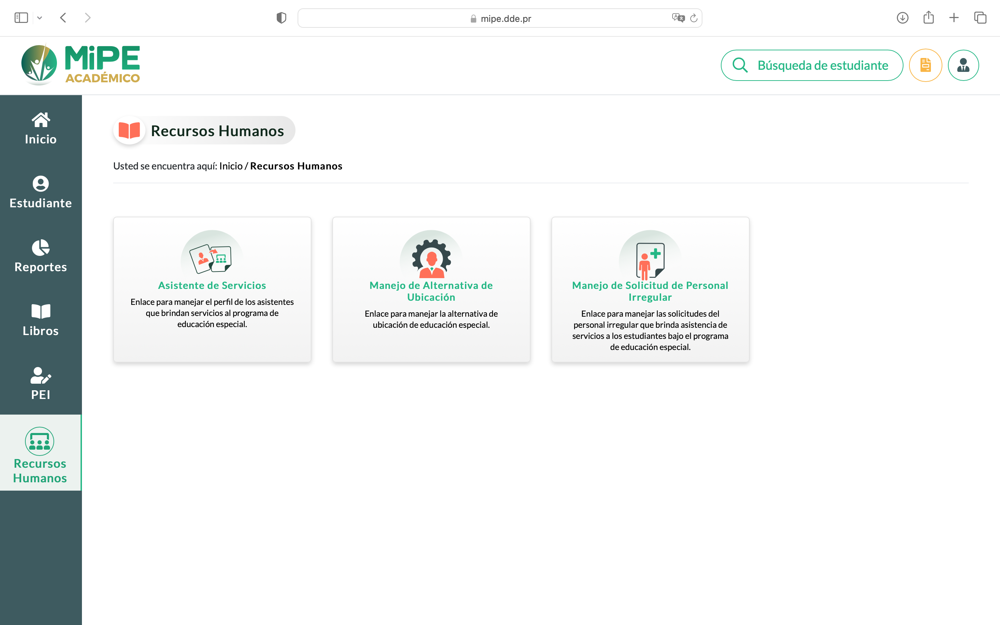 mipe.dde.pr
MiPE
ACADÉMICO
Búsqueda de estudiante
Inicio
Estudiante
Reportes
Libros
PEI
Recursos
Humanos
Recursos Humanos
Usted se encuentra aquí: Inicio / Recursos Humanos
Asistente de Servicios
Enlace para manejar el perfil de los asistentes
que brindan servicios al programa de
educación especial.
Manejo de Alternativa de
Ubicación
Enlace para manejar la alternativa de
ubicación de educación especial.
Manejo de Solicitud de Personal
Irregular
Enlace para manejar las solicitudes del
personal irregular que brinda asistencia de
servicios a los estudiantes bajo el programa
de educación especial.